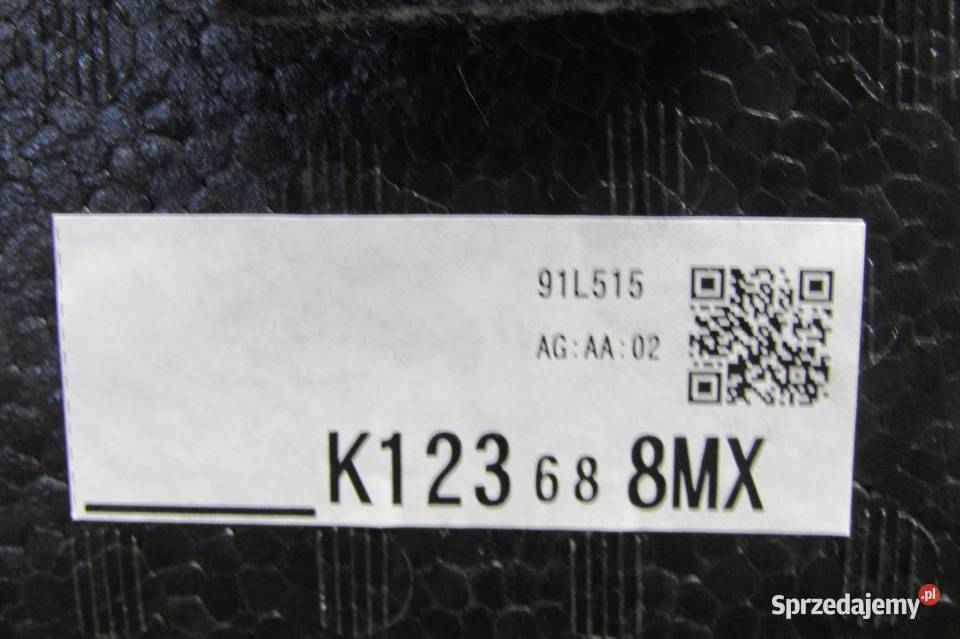 91L515
AG:AA:02
K123 68 8MX
Sprzedajemy.pl